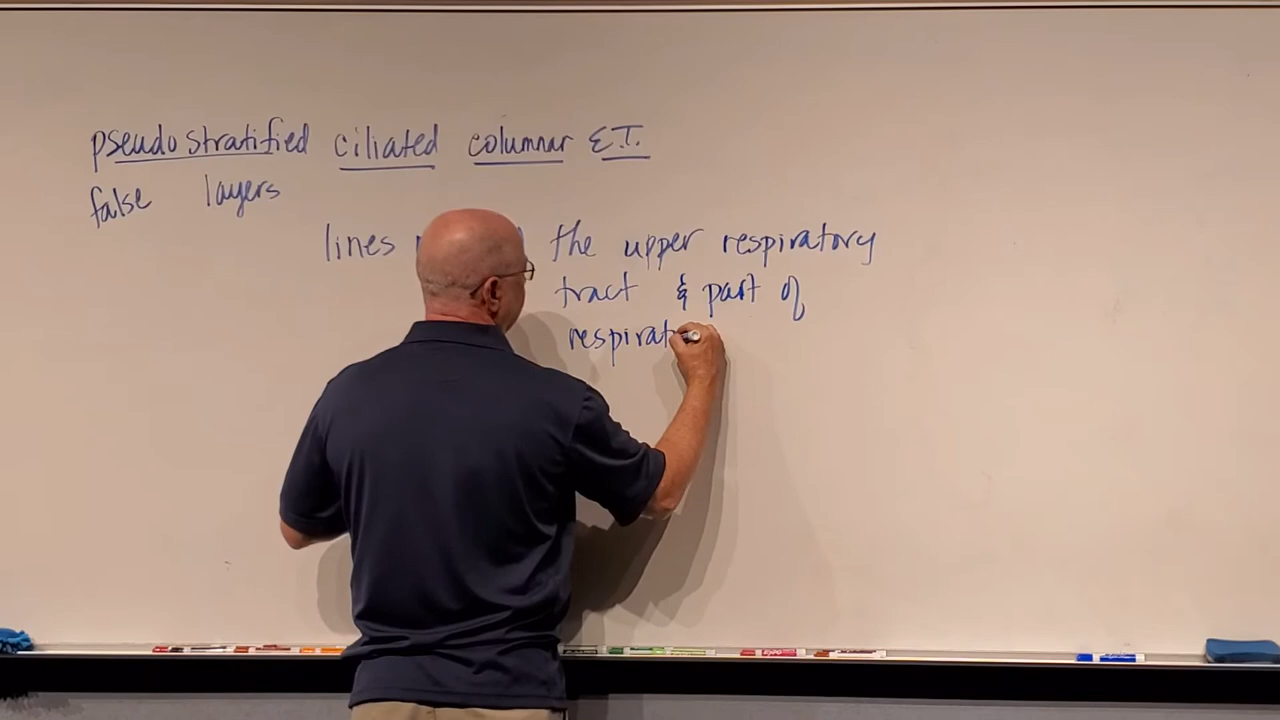 pseudostratified ciliated columnar E.T.
false layers
lines the upper respiratory
tract & part of
respirat